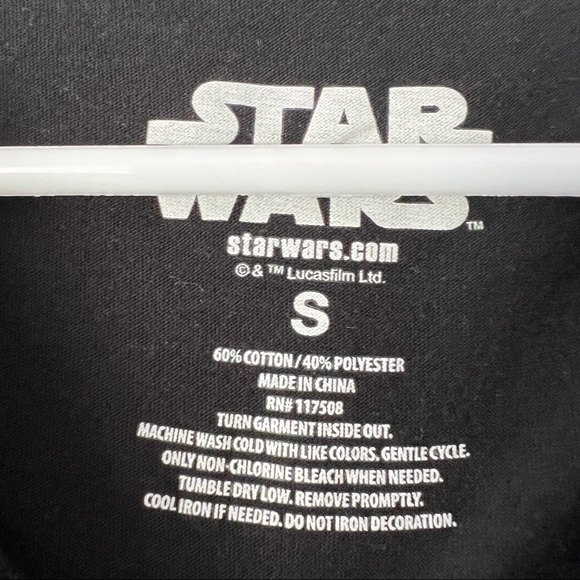 STAR
WARS™
starwars.com
© & ™ Lucasfilm Ltd.
S
60% COTTON / 40% POLYESTER
MADE IN CHINA
RN# 117508
TURN GARMENT INSIDE OUT.
MACHINE WASH COLD WITH LIKE COLORS. GENTLE CYCLE.
ONLY NON-CHLORINE BLEACH WHEN NEEDED.
TUMBLE DRY LOW. REMOVE PROMPTLY.
COOL IRON IF NEEDED. DO NOT IRON DECORATION.